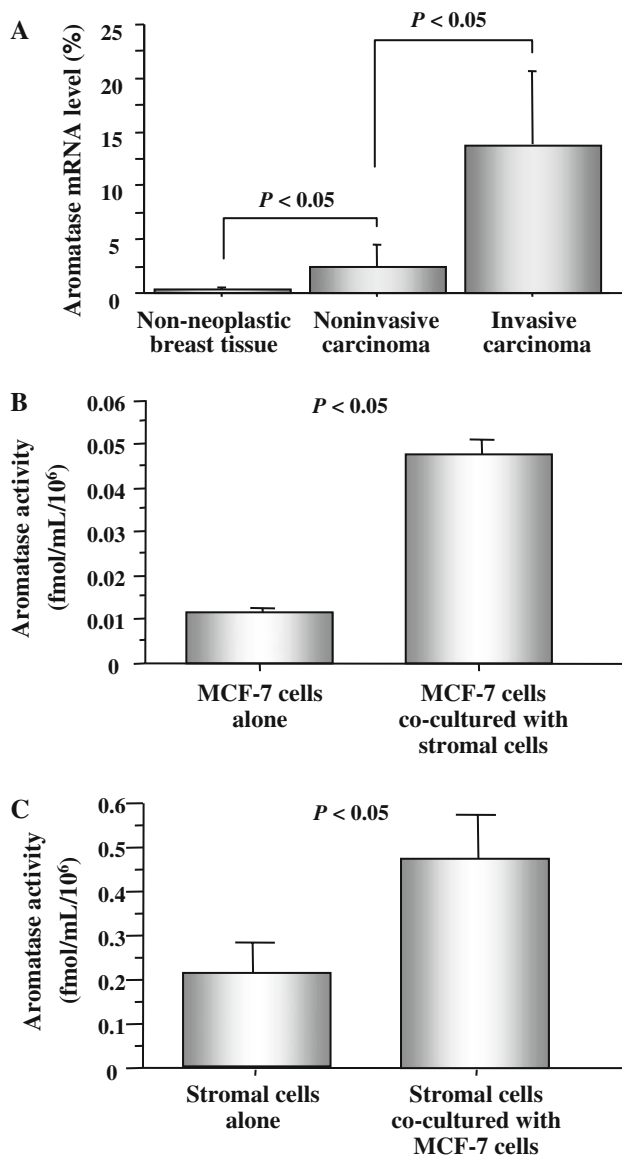 A
Aromatase mRNA level (%)
25
20
15
10
5
0
P < 0.05
P < 0.05
Non-neoplastic
breast tissue
Noninvasive
carcinoma
Invasive
carcinoma
B
Aromatase activity
(fmol/mL/10⁶)
0.06
0.05
0.04
0.03
0.02
0.01
0
P < 0.05
MCF-7 cells
alone
MCF-7 cells
co-cultured with
stromal cells
C
Aromatase activity
(fmol/mL/10⁶)
0.6
0.5
0.4
0.3
0.2
0.1
0
P < 0.05
Stromal cells
alone
Stromal cells
co-cultured with
MCF-7 cells